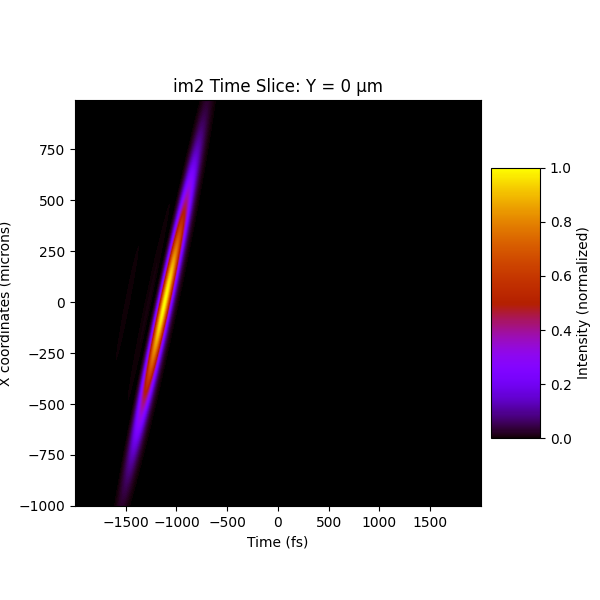 im2 Time Slice: Y = 0 μm
750
500
250
0
−250
−500
−750
−1000
X coordinates (microns)
−1500 −1000 −500 0 500 1000 1500
Time (fs)
1.0
0.8
0.6
0.4
0.2
0.0
Intensity (normalized)